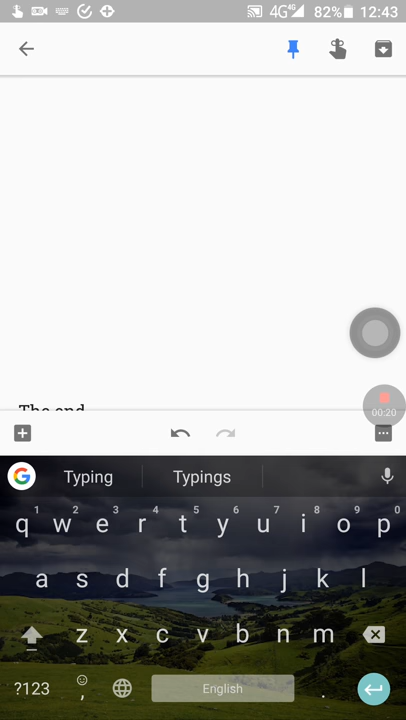 4G 4G 82% 12:43
The end
00:20
Typing Typings
1 2 3 4 5 6 7 8 9 0
q w e r t y u i o p
a s d f g h j k l
z x c v b n m
?123 , English .